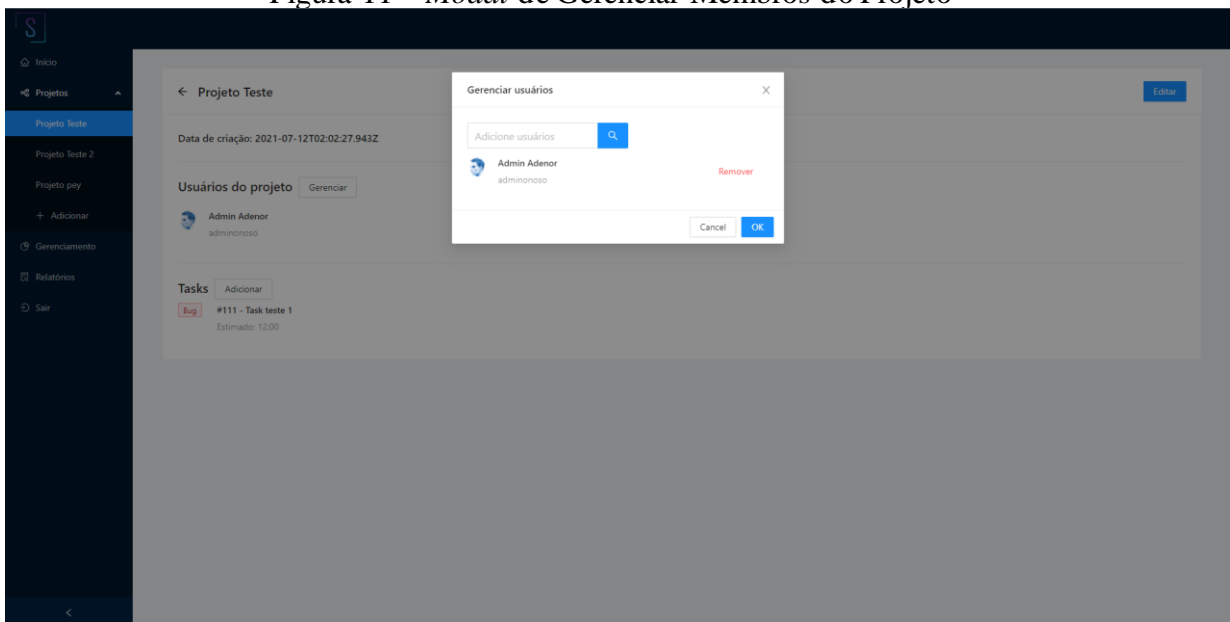 Figura 11 – Modal de Gerenciar Membros do Projeto
S
Início
Projetos
Projeto Teste
Projeto Teste 2
Projeto pey
+ Adicionar
Gerenciamento
Relatórios
Sair
← Projeto Teste
Editar
Data de criação: 2021-07-12T02:02:27.943Z
Usuários do projeto Gerenciar
Admin Adenor
adminonoso
Tasks Adicionar
Bug #111 - Task teste 1
Estimado: 12:00
Gerenciar usuários
Adicione usuários
Admin Adenor
adminonoso
Remover
Cancel OK